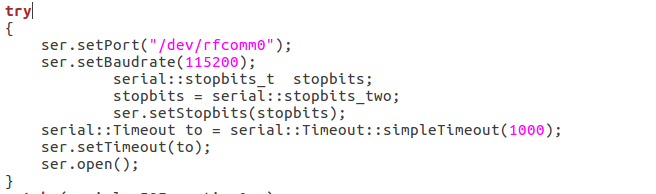 try
{
    ser.setPort("/dev/rfcomm0");
    ser.setBaudrate(115200);
            serial::stopbits_t  stopbits;
            stopbits = serial::stopbits_two;
            ser.setStopbits(stopbits);
    serial::Timeout to = serial::Timeout::simpleTimeout(1000);
    ser.setTimeout(to);
    ser.open();
}